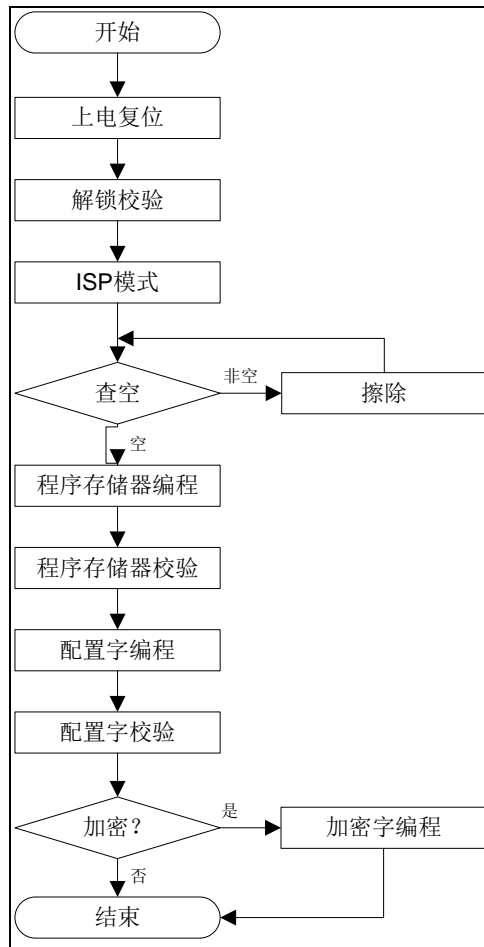 开始
上电复位
解锁校验
ISP模式
查空
非空
擦除
空
程序存储器编程
程序存储器校验
配置字编程
配置字校验
加密？
是
加密字编程
否
结束